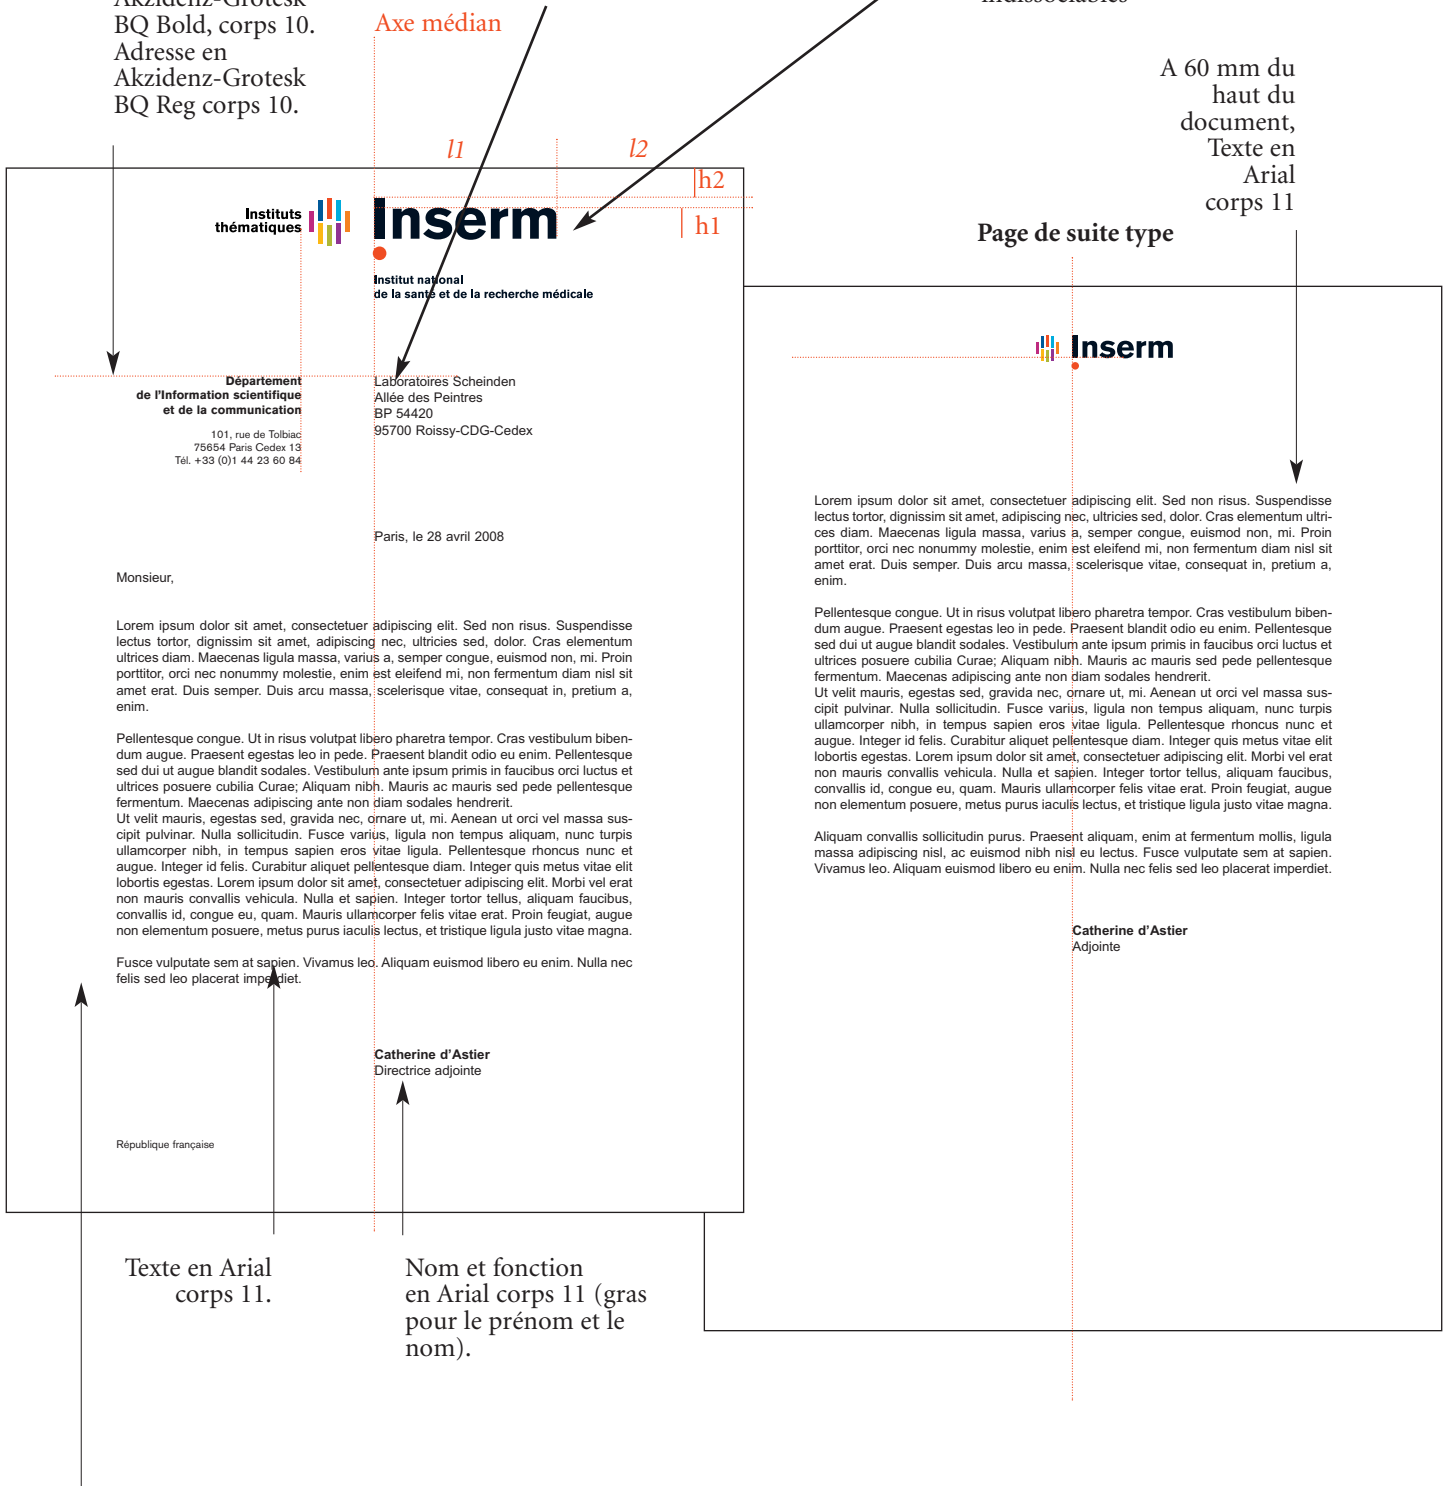 Akzidenz-Grotesk
BQ Bold, corps 10.
Adresse en
Akzidenz-Grotesk
BQ Reg corps 10.
Axe médian
indissociables
A 60 mm du
haut du
document,
Texte en
Arial
corps 11
l1
l2
h2
h1
Instituts
thématiques
Inserm
Institut national
de la santé et de la recherche médicale
Département
de l'Information scientifique
et de la communication
101, rue de Tolbiac
75654 Paris Cedex 13
Tél. +33 (0)1 44 23 60 84
Laboratoires Scheinden
Allée des Peintres
BP 54420
95700 Roissy-CDG-Cedex
Paris, le 28 avril 2008
Monsieur,
Lorem ipsum dolor sit amet, consectetuer adipiscing elit. Sed non risus. Suspendisse
lectus tortor, dignissim sit amet, adipiscing nec, ultricies sed, dolor. Cras elementum
ultrices diam. Maecenas ligula massa, varius a, semper congue, euismod non, mi. Proin
porttitor, orci nec nonummy molestie, enim est eleifend mi, non fermentum diam nisl sit
amet erat. Duis semper. Duis arcu massa, scelerisque vitae, consequat in, pretium a,
enim.
Pellentesque congue. Ut in risus volutpat libero pharetra tempor. Cras vestibulum biben-
dum augue. Praesent egestas leo in pede. Praesent blandit odio eu enim. Pellentesque
sed dui ut augue blandit sodales. Vestibulum ante ipsum primis in faucibus orci luctus et
ultrices posuere cubilia Curae; Aliquam nibh. Mauris ac mauris sed pede pellentesque
fermentum. Maecenas adipiscing ante non diam sodales hendrerit.
Ut velit mauris, egestas sed, gravida nec, ornare ut, mi. Aenean ut orci vel massa sus-
cipit pulvinar. Nulla sollicitudin. Fusce varius, ligula non tempus aliquam, nunc turpis
ullamcorper nibh, in tempus sapien eros vitae ligula. Pellentesque rhoncus nunc et
augue. Integer id felis. Curabitur aliquet pellentesque diam. Integer quis metus vitae elit
lobortis egestas. Lorem ipsum dolor sit amet, consectetuer adipiscing elit. Morbi vel erat
non mauris convallis vehicula. Nulla et sapien. Integer tortor tellus, aliquam faucibus,
convallis id, congue eu, quam. Mauris ullamcorper felis vitae erat. Proin feugiat, augue
non elementum posuere, metus purus iaculis lectus, et tristique ligula justo vitae magna.
Fusce vulputate sem at sapien. Vivamus leo. Aliquam euismod libero eu enim. Nulla nec
felis sed leo placerat imperdiet.
Catherine d'Astier
Directrice adjointe
République française
Texte en Arial
corps 11.
Nom et fonction
en Arial corps 11 (gras
pour le prénom et le
nom).
Page de suite type
Inserm
Lorem ipsum dolor sit amet, consectetuer adipiscing elit. Sed non risus. Suspendisse
lectus tortor, dignissim sit amet, adipiscing nec, ultricies sed, dolor. Cras elementum ultri-
ces diam. Maecenas ligula massa, varius a, semper congue, euismod non, mi. Proin
porttitor, orci nec nonummy molestie, enim est eleifend mi, non fermentum diam nisl sit
amet erat. Duis semper. Duis arcu massa, scelerisque vitae, consequat in, pretium a,
enim.
Pellentesque congue. Ut in risus volutpat libero pharetra tempor. Cras vestibulum biben-
dum augue. Praesent egestas leo in pede. Praesent blandit odio eu enim. Pellentesque
sed dui ut augue blandit sodales. Vestibulum ante ipsum primis in faucibus orci luctus et
ultrices posuere cubilia Curae; Aliquam nibh. Mauris ac mauris sed pede pellentesque
fermentum. Maecenas adipiscing ante non diam sodales hendrerit.
Ut velit mauris, egestas sed, gravida nec, ornare ut, mi. Aenean ut orci vel massa sus-
cipit pulvinar. Nulla sollicitudin. Fusce varius, ligula non tempus aliquam, nunc turpis
ullamcorper nibh, in tempus sapien eros vitae ligula. Pellentesque rhoncus nunc et
augue. Integer id felis. Curabitur aliquet pellentesque diam. Integer quis metus vitae elit
lobortis egestas. Lorem ipsum dolor sit amet, consectetuer adipiscing elit. Morbi vel erat
non mauris convallis vehicula. Nulla et sapien. Integer tortor tellus, aliquam faucibus,
convallis id, congue eu, quam. Mauris ullamcorper felis vitae erat. Proin feugiat, augue
non elementum posuere, metus purus iaculis lectus, et tristique ligula justo vitae magna.
Aliquam convallis sollicitudin purus. Praesent aliquam, enim at fermentum mollis, ligula
massa adipiscing nisl, ac euismod nibh nisl eu lectus. Fusce vulputate sem at sapien.
Vivamus leo. Aliquam euismod libero eu enim. Nulla nec felis sed leo placerat imperdiet.
Catherine d'Astier
Adjointe